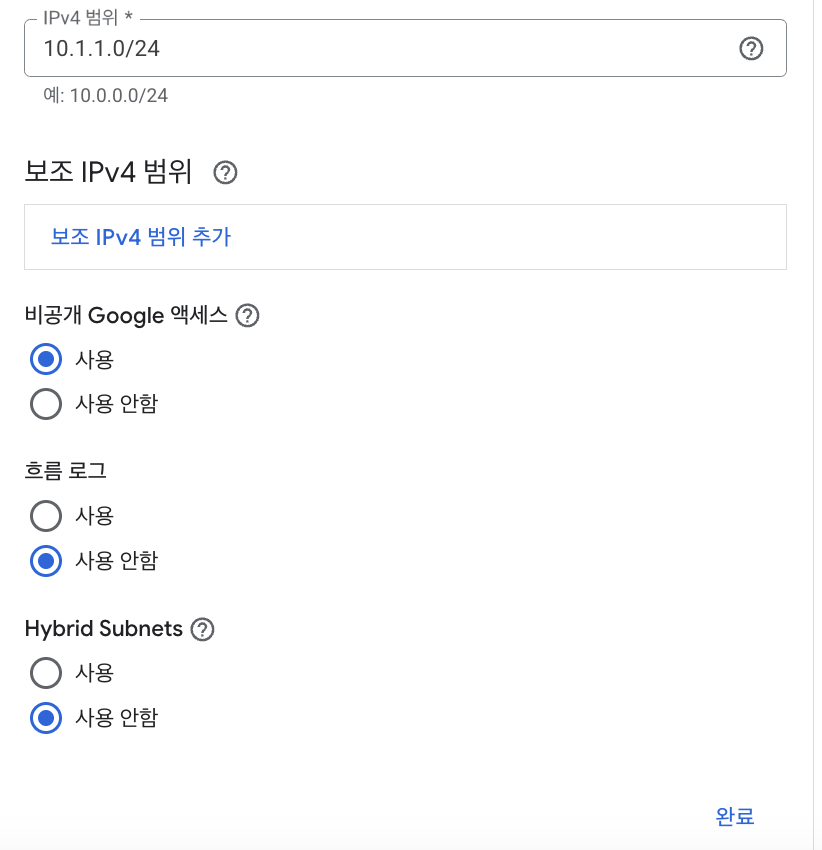 IPv4 범위 *
10.1.1.0/24
예: 10.0.0.0/24
보조 IPv4 범위
보조 IPv4 범위 추가
비공개 Google 액세스
사용
사용 안함
흐름 로그
사용
사용 안함
Hybrid Subnets
사용
사용 안함
완료